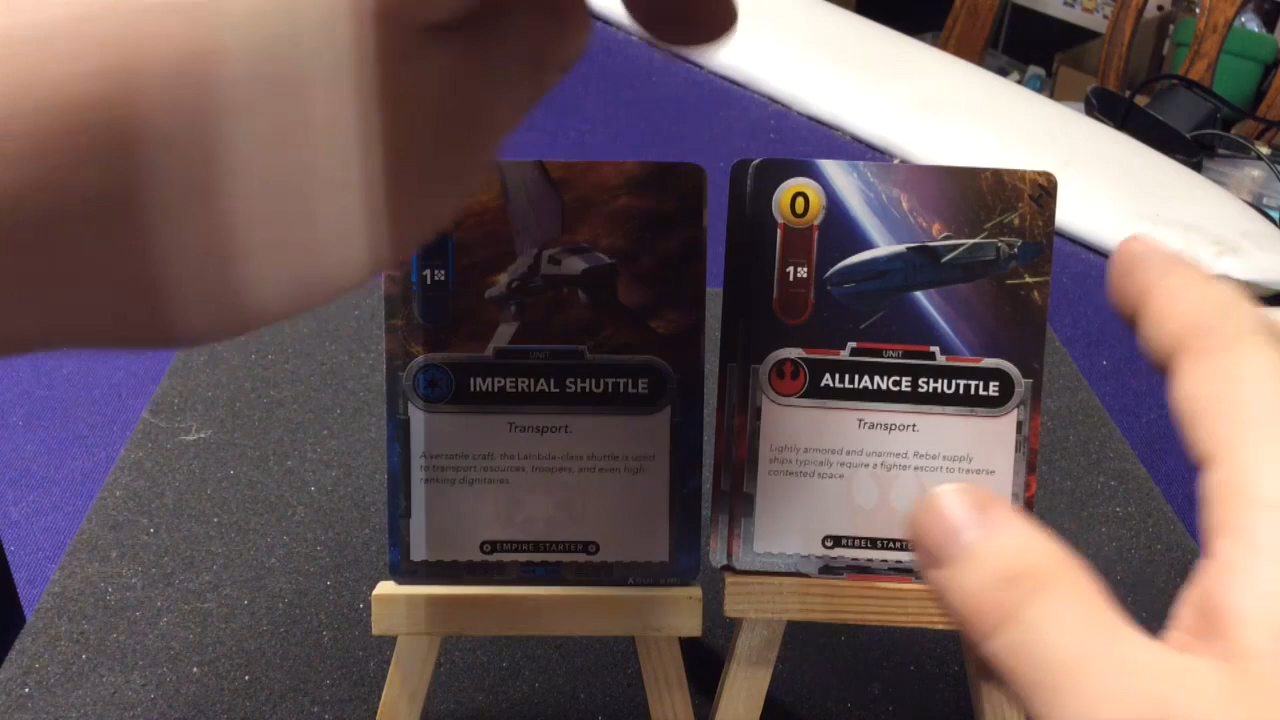 1
UNIT
IMPERIAL SHUTTLE
Transport.
A versatile craft, the Lambda-class shuttle is used
to transport resources, troopers, and even high-
ranking dignitaries.
EMPIRE STARTER
0
1
UNIT
ALLIANCE SHUTTLE
Transport.
Lightly armored and unarmed, Rebel supply
ships typically require a fighter escort to traverse
contested space
REBEL STARTE